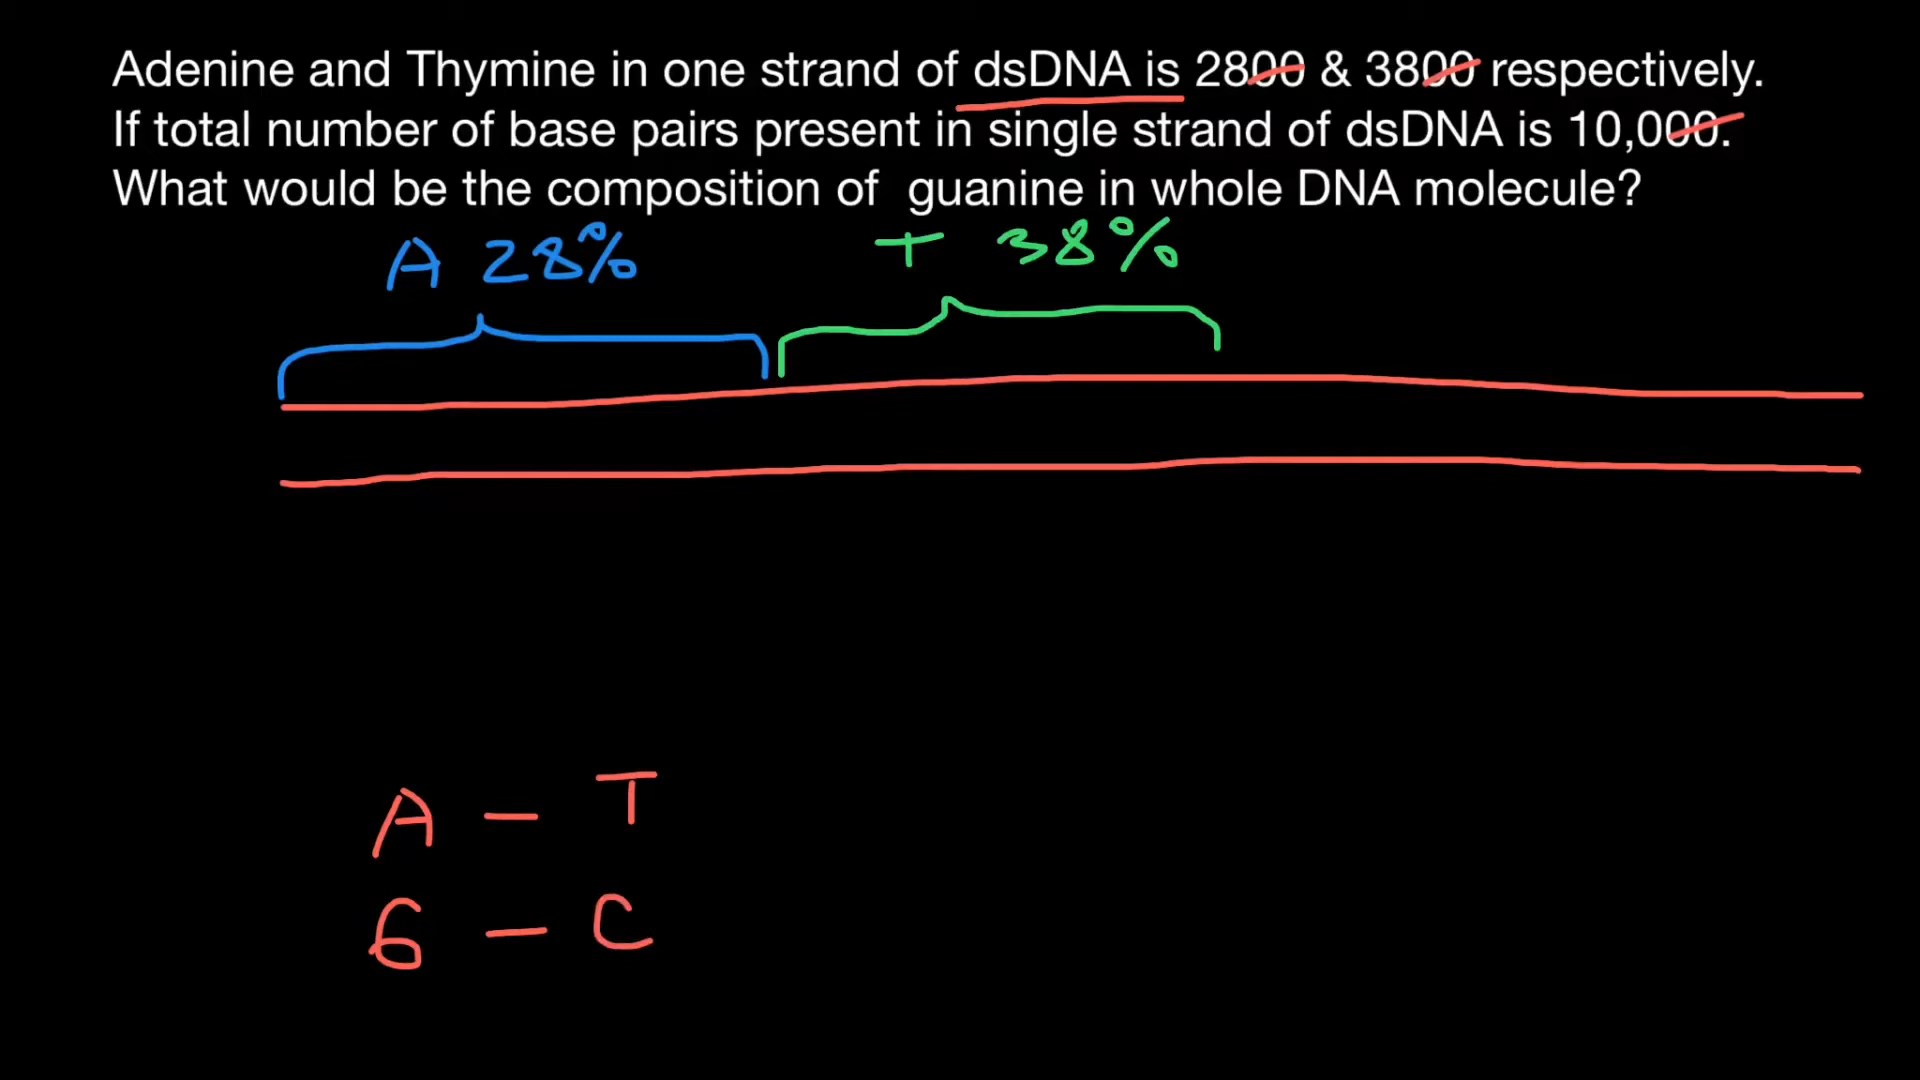 Adenine and Thymine in one strand of dsDNA is 2800 & 3800 respectively.
If total number of base pairs present in single strand of dsDNA is 10,000.
What would be the composition of guanine in whole DNA molecule?
A 28% T 38%
A - T
G - C